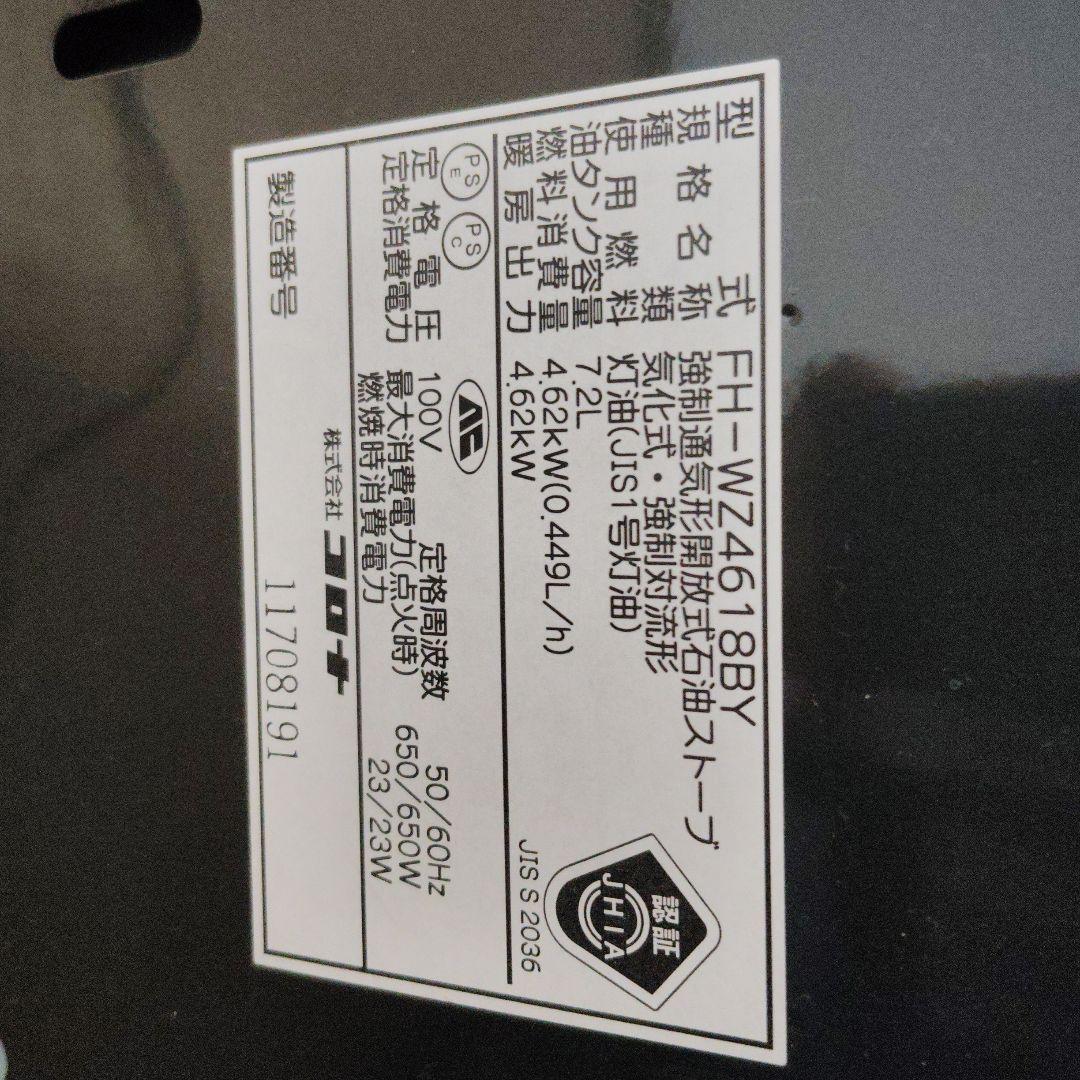 型式 FH-WZ4618BY
規格名称 強制通気形開放式石油ストーブ
種類 気化式・強制対流形
使用燃料 灯油(JIS1号灯油)
油タンク容量 7.2L
燃料消費量 4.62kW(0.449L/h)
暖房出力 4.62kW
認証
JHIA
JIS S 2036
PSE PSC
定格電圧 100V 定格周波数 50/60Hz
定格消費電力 最大消費電力(点火時) 650/650W
燃焼時消費電力 23/23W
株式会社 コロナ
製造番号 11708191